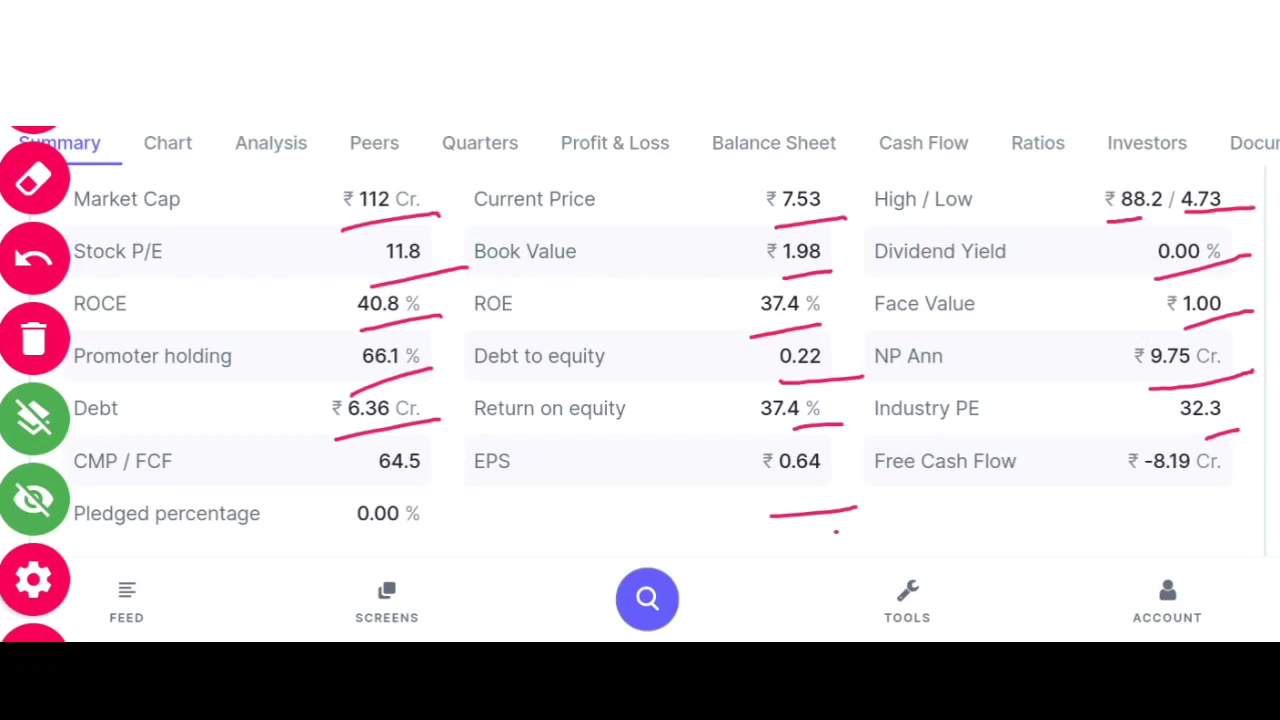 Summary Chart Analysis Peers Quarters Profit & Loss Balance Sheet Cash Flow Ratios Investors Docu
Market Cap ₹ 112 Cr. Current Price ₹ 7.53 High / Low ₹ 88.2 / 4.73
Stock P/E 11.8 Book Value ₹ 1.98 Dividend Yield 0.00 %
ROCE 40.8 % ROE 37.4 % Face Value ₹ 1.00
Promoter holding 66.1 % Debt to equity 0.22 NP Ann ₹ 9.75 Cr.
Debt ₹ 6.36 Cr. Return on equity 37.4 % Industry PE 32.3
CMP / FCF 64.5 EPS ₹ 0.64 Free Cash Flow ₹ -8.19 Cr.
Pledged percentage 0.00 %
FEED SCREENS TOOLS ACCOUNT